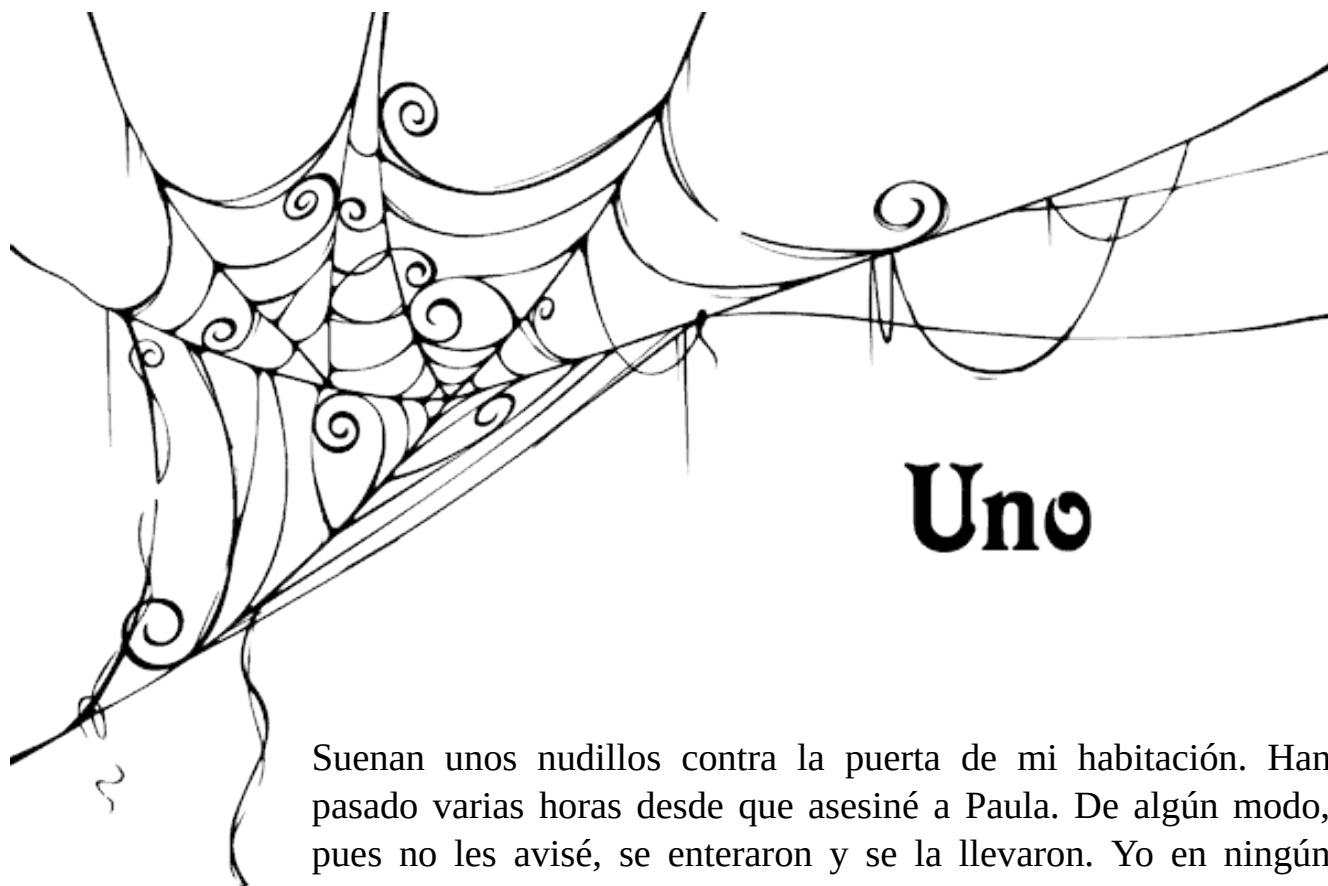 Uno
Suenan unos nudillos contra la puerta de mi habitación. Han
pasado varias horas desde que asesiné a Paula. De algún modo,
pues no les avisé, se enteraron y se la llevaron. Yo en ningún